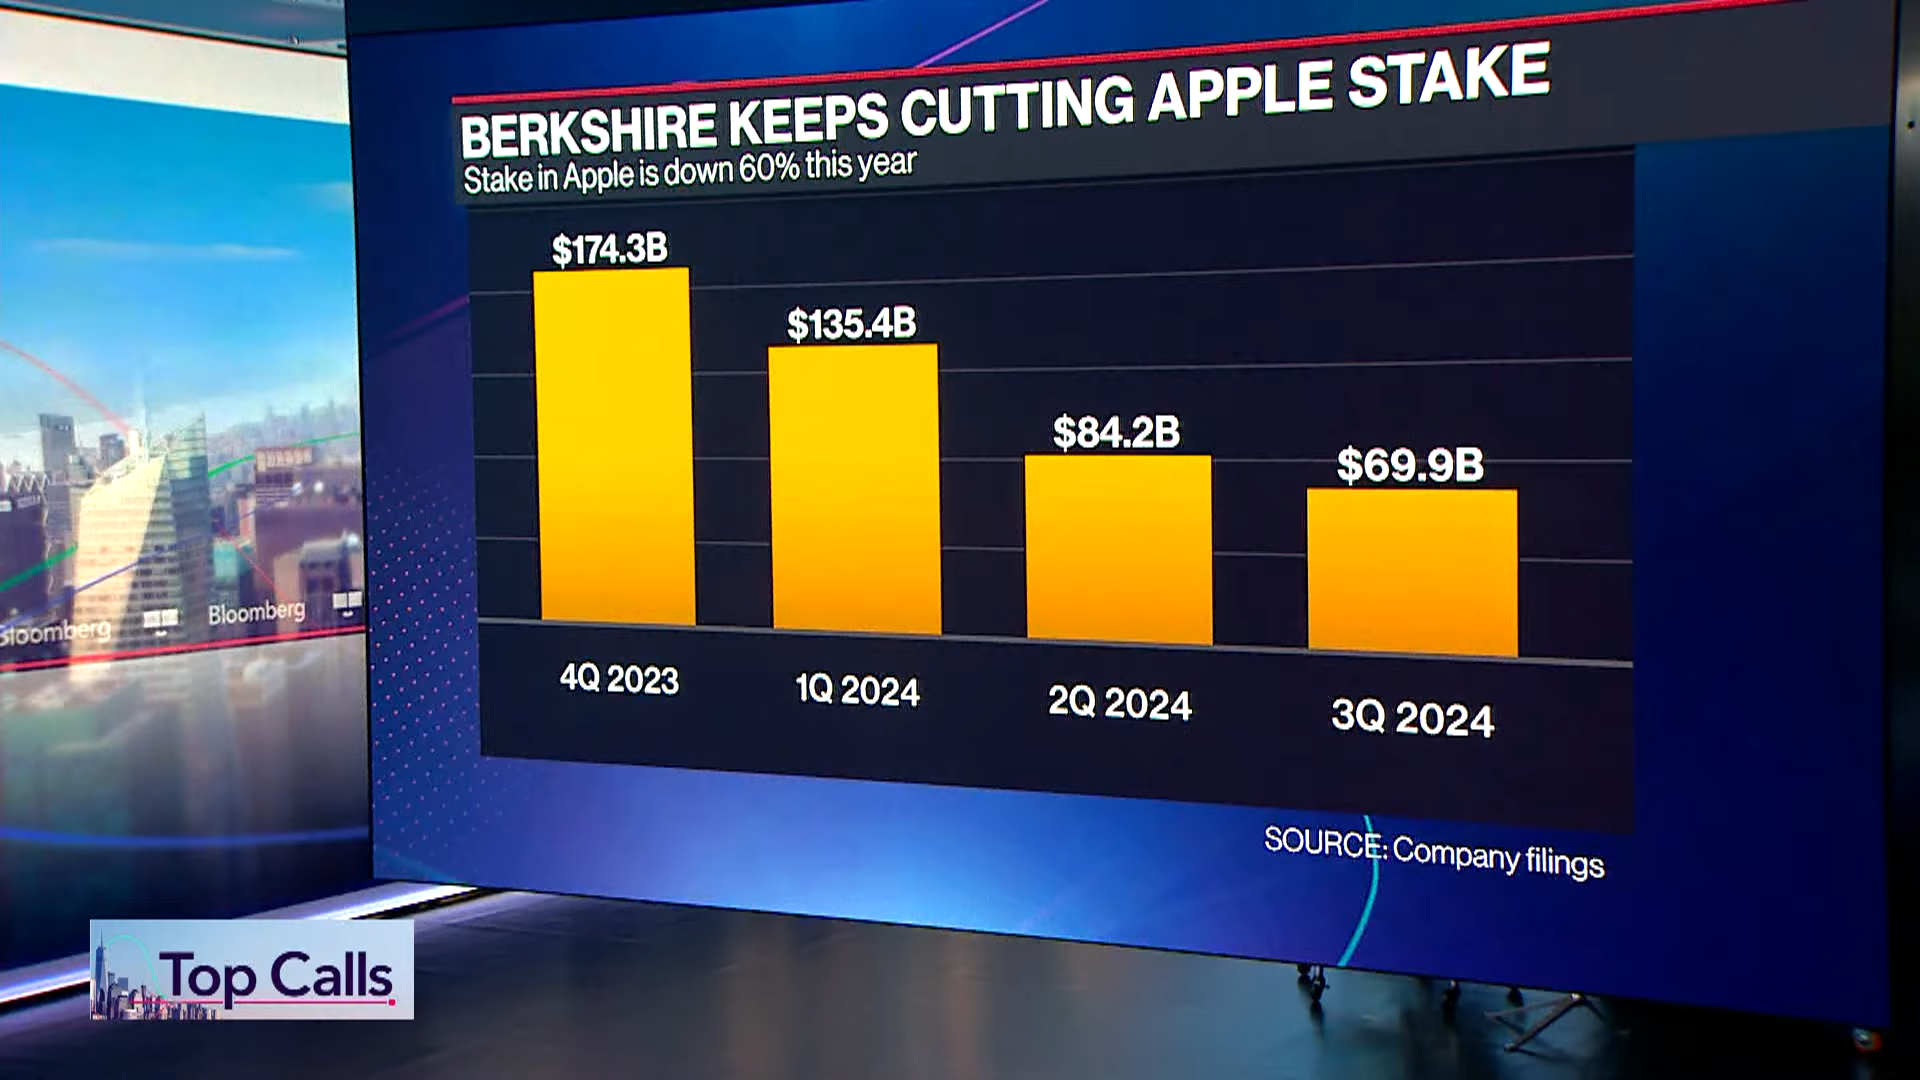 BERKSHIRE KEEPS CUTTING APPLE STAKE
Stake in Apple is down 60% this year
$174.3B
$135.4B
$84.2B
$69.9B
4Q 2023
1Q 2024
2Q 2024
3Q 2024
SOURCE: Company filings
Bloomberg
Bloomberg
Top Calls